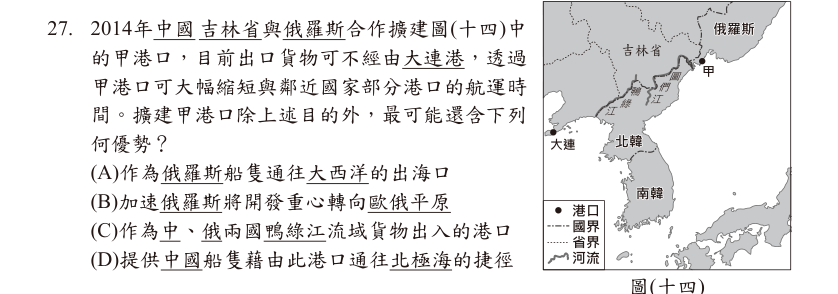 27. 2014年中國吉林省與俄羅斯合作擴建圖(十四)中
的甲港口，目前出口貨物可不經由大連港，透過
甲港口可大幅縮短與鄰近國家部分港口的航運時
間。擴建甲港口除上述目的外，最可能還含下列
何優勢？
(A)作為俄羅斯船隻通往大西洋的出海口
(B)加速俄羅斯將開發重心轉向歐俄平原
(C)作為中、俄兩國鴨綠江流域貨物出入的港口
(D)提供中國船隻藉由此港口通往北極海的捷徑
俄羅斯
吉林省
甲
圖們江
鴨綠江
大連
北韓
南韓
港口
國界
省界
河流
圖(十四)